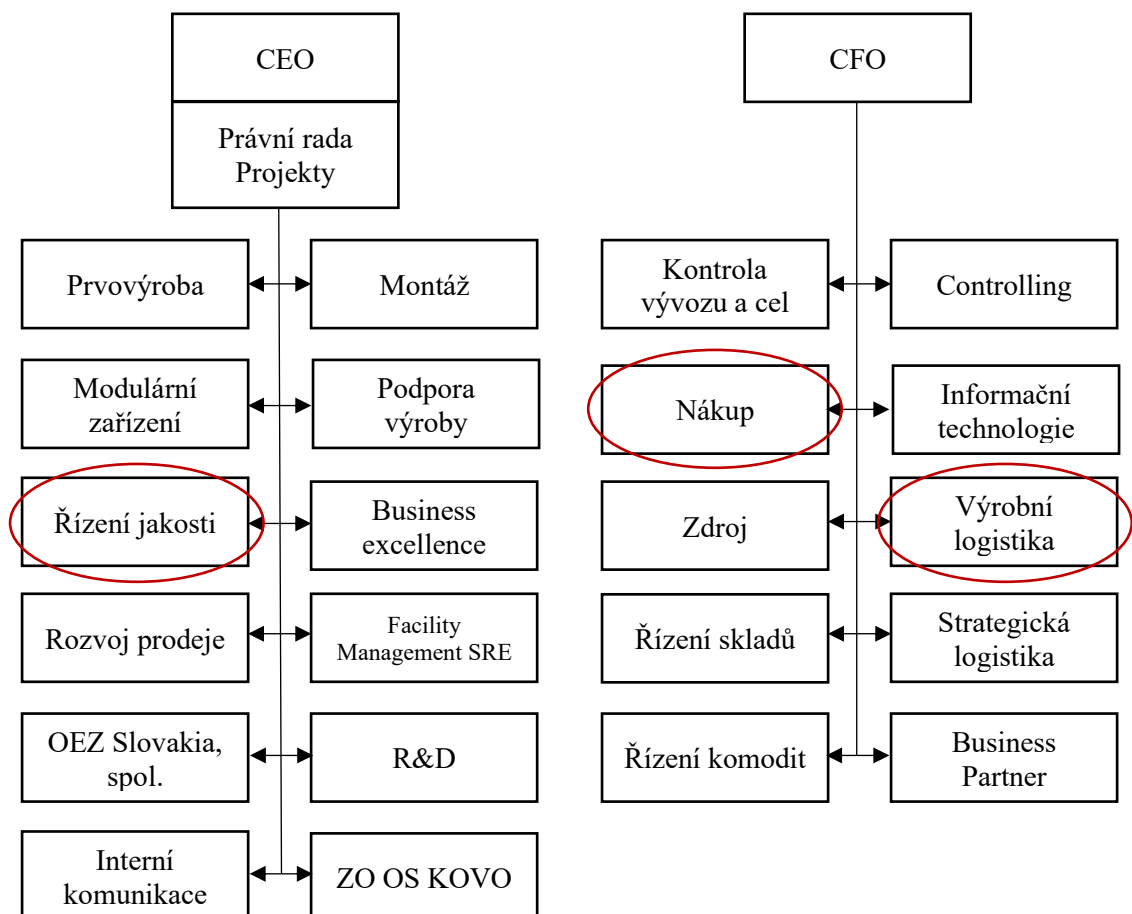 CEO
Právní rada
Projekty
Prvovýroba
Montáž
Modulární
zařízení
Podpora
výroby
Řízení jakosti
Business
excellence
Rozvoj prodeje
Facility
Management SRE
OEZ Slovakia,
spol.
R&D
Interní
komunikace
ZO OS KOVO
CFO
Kontrola
vývozu a cel
Controlling
Nákup
Informační
technologie
Zdroj
Výrobní
logistika
Řízení skladů
Strategická
logistika
Řízení komodit
Business
Partner